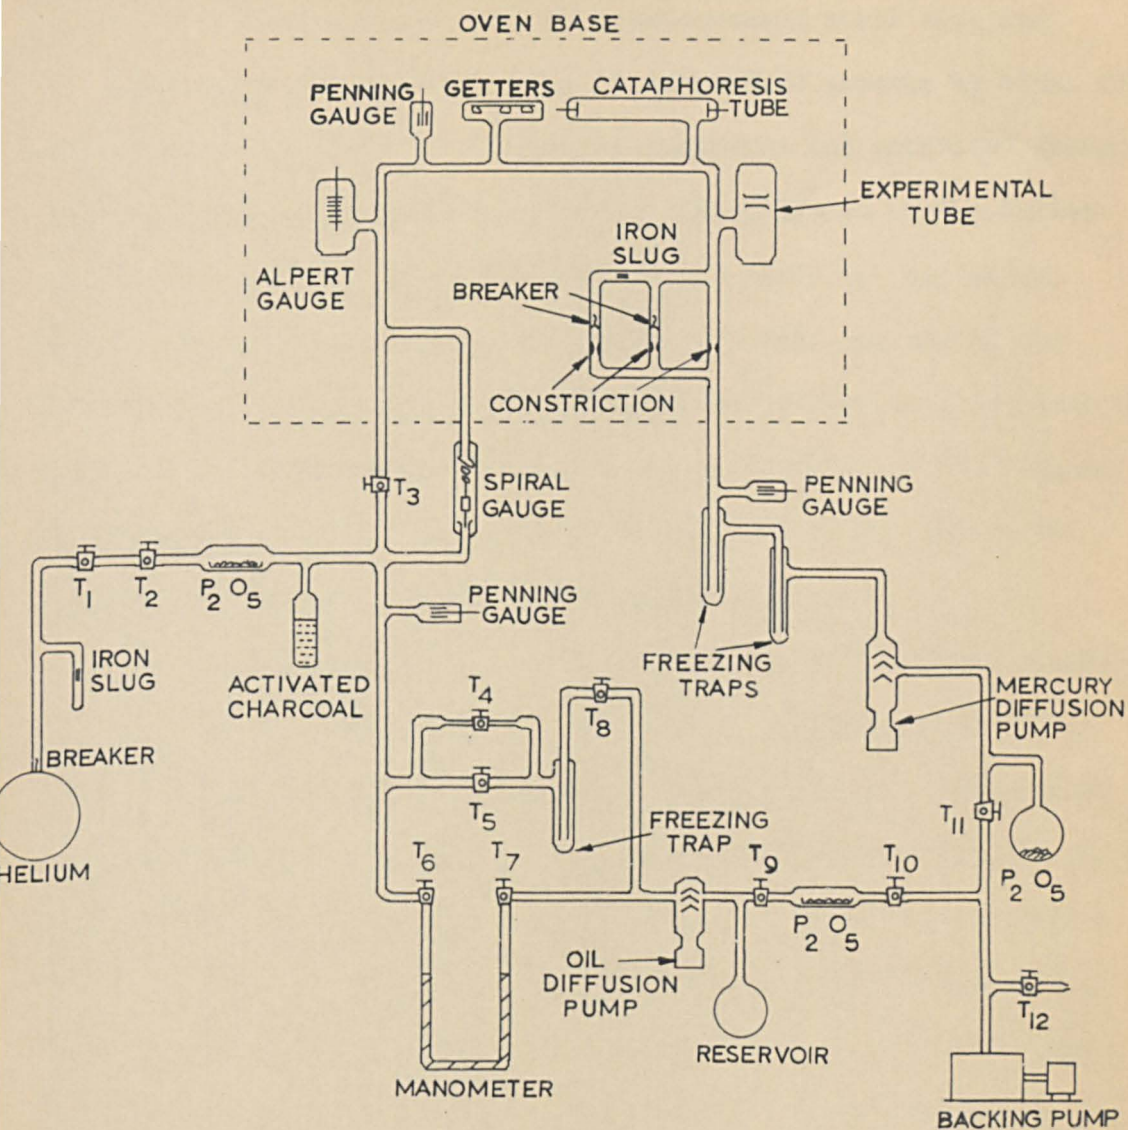 OVEN BASE
PENNING
GAUGE
GETTERS
CATAPHORESIS
TUBE
EXPERIMENTAL
TUBE
ALPERT
GAUGE
IRON
SLUG
BREAKER
CONSTRICTION
T3
SPIRAL
GAUGE
PENNING
GAUGE
T1
T2
P2 O5
PENNING
GAUGE
IRON
SLUG
ACTIVATED
CHARCOAL
FREEZING
TRAPS
MERCURY
DIFFUSION
PUMP
T4
T8
BREAKER
T5
T11
FREEZING
TRAP
HELIUM
T6
T7
T9
T10
P2 O5
P2 O5
OIL
DIFFUSION
PUMP
T12
RESERVOIR
MANOMETER
BACKING PUMP